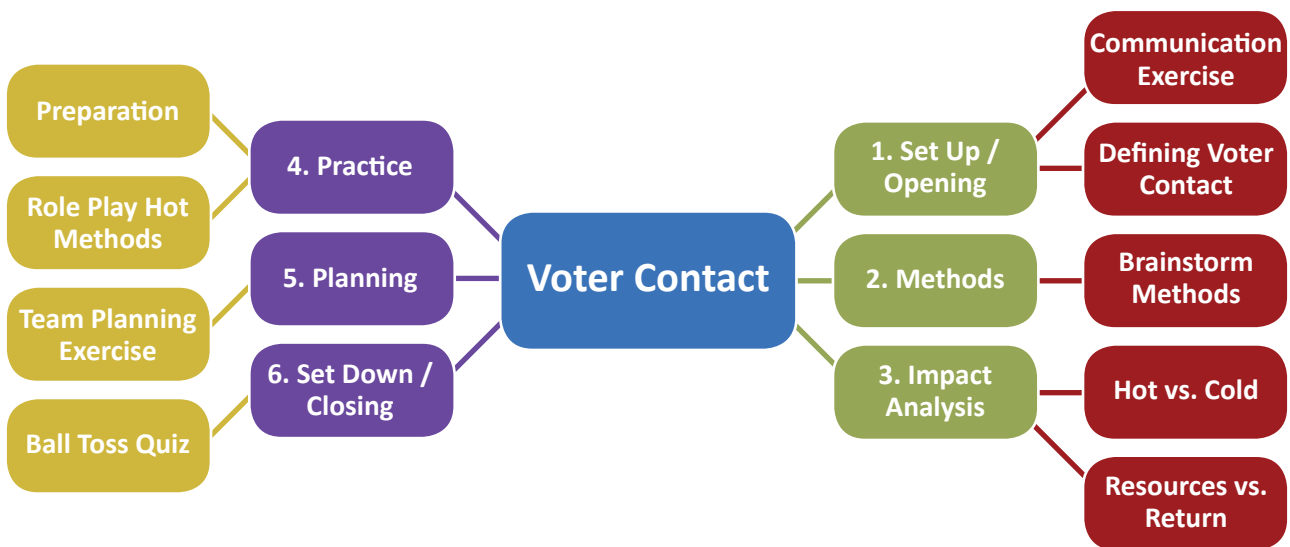 Voter Contact
1. Set Up /
Opening
Communication
Exercise
Defining Voter
Contact
2. Methods
Brainstorm
Methods
3. Impact
Analysis
Hot vs. Cold
Resources vs.
Return
4. Practice
Preparation
Role Play Hot
Methods
5. Planning
Team Planning
Exercise
6. Set Down /
Closing
Ball Toss Quiz